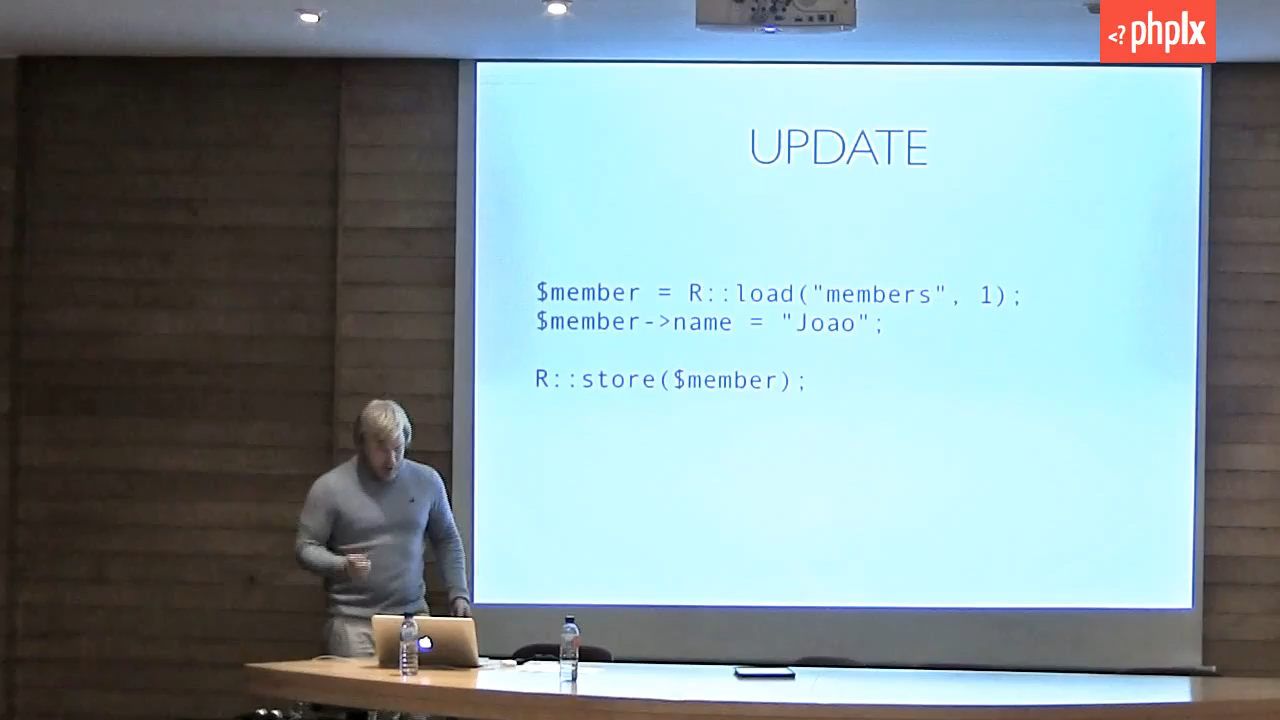 <? phplx
UPDATE
$member = R::load("members", 1);
$member->name = "Joao";
R::store($member);